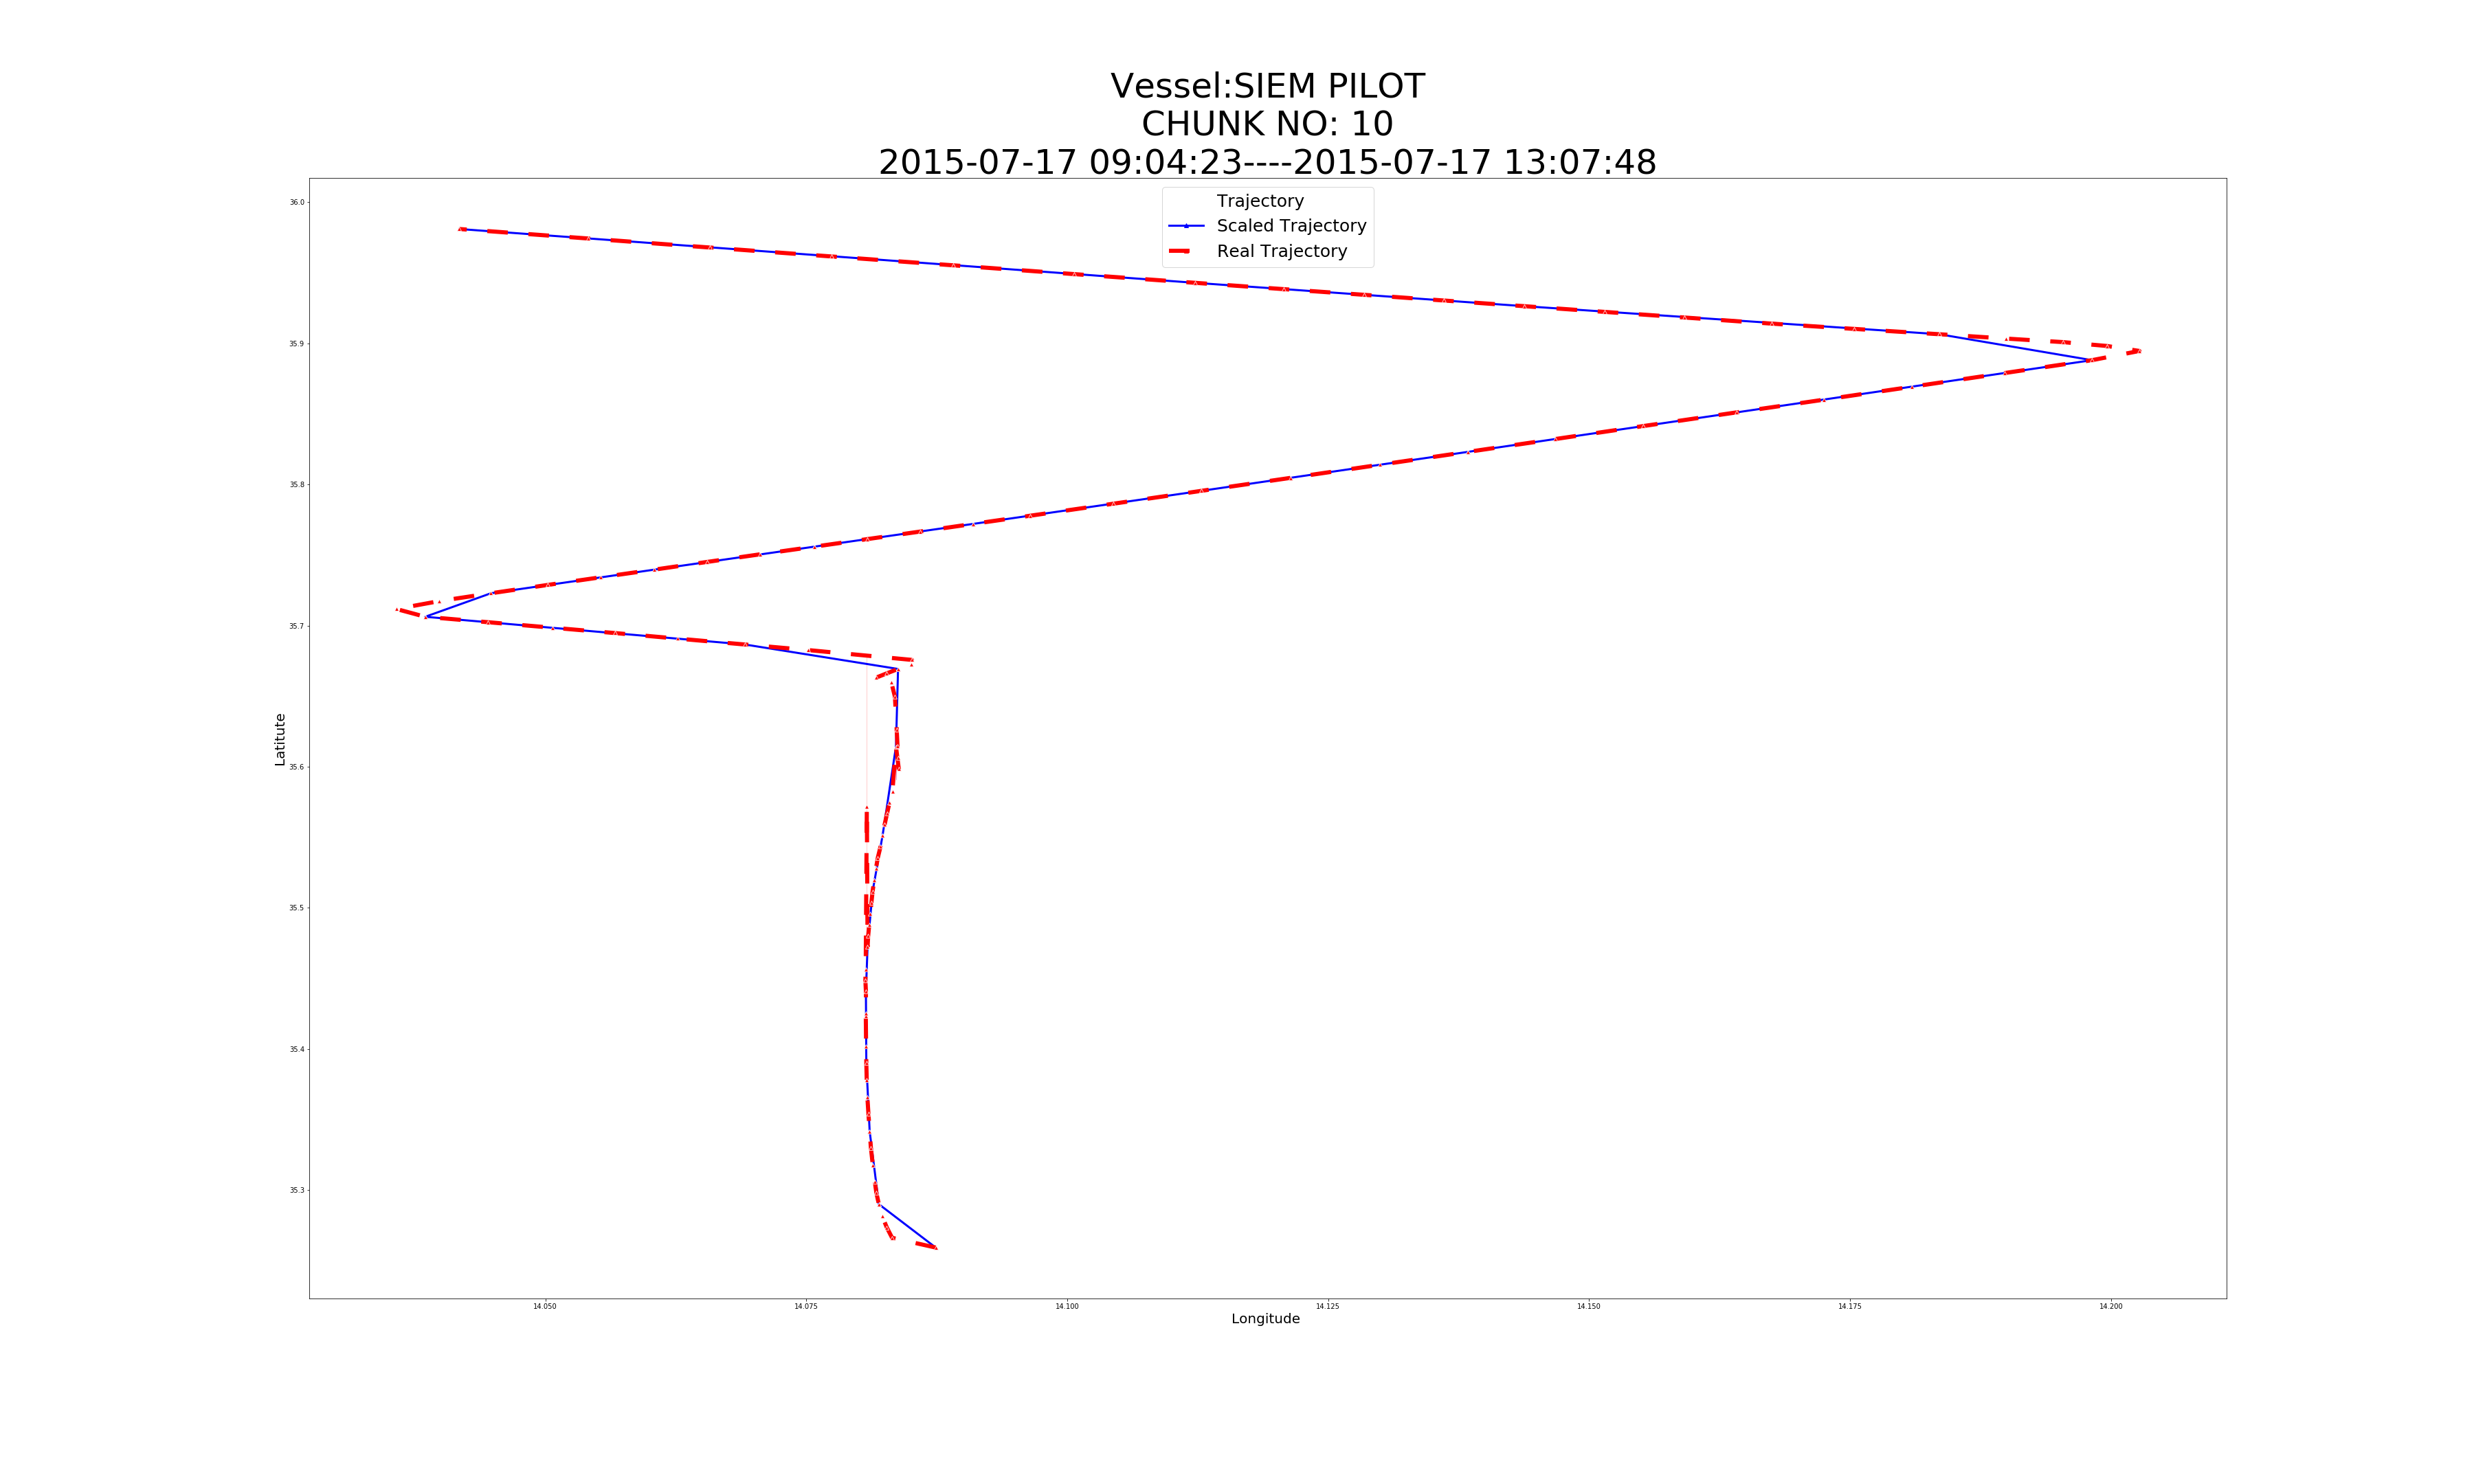 Vessel:SIEM PILOT
CHUNK NO: 10
2015-07-17 09:04:23----2015-07-17 13:07:48
Trajectory
Scaled Trajectory
Real Trajectory
36.0
35.9
35.8
35.7
35.6
35.5
35.4
35.3
Latitute
14.050 14.075 14.100 14.125 14.150 14.175 14.200
Longitude